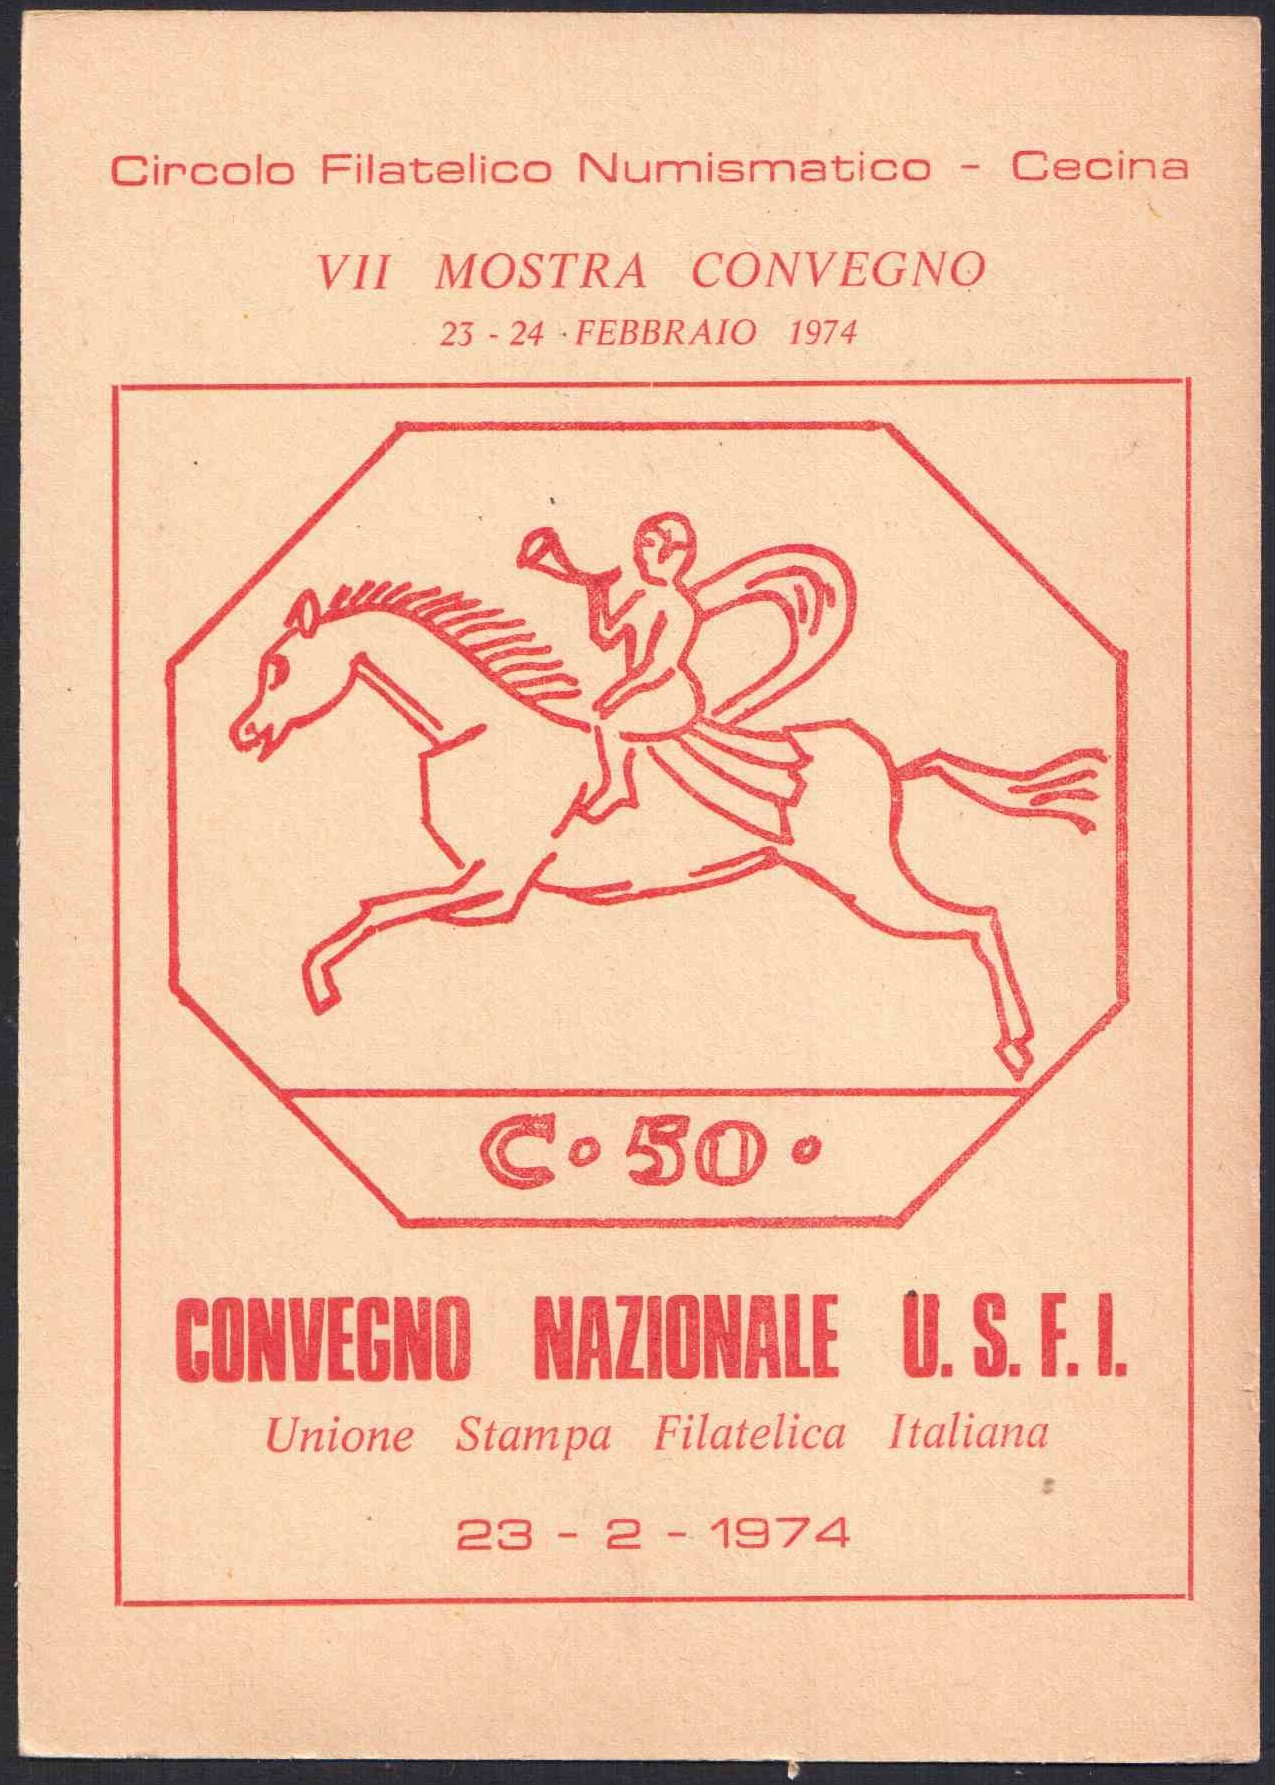 Circolo Filatelico Numismatico - Cecina
VII MOSTRA CONVEGNO
23 - 24 FEBBRAIO 1974
C. 50.
CONVEGNO NAZIONALE U. S. F. I.
Unione Stampa Filatelica Italiana
23 - 2 - 1974